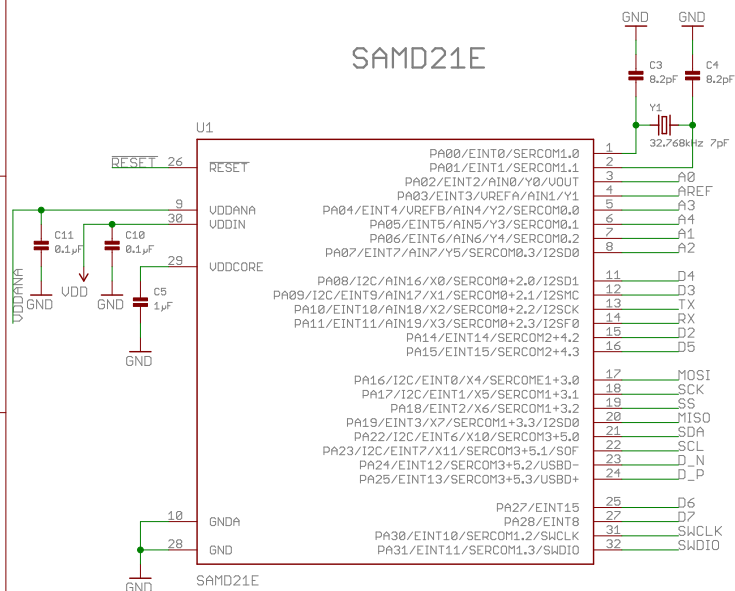 GND GND
SAMD21E
C3 C4
8.2pF 8.2pF
Y1
32.768kHz 7pF
U1
RESET 26 RESET
9 VDDANA
30 VDDIN
C11 C10
0.1µF 0.1µF
29 VDDCORE
VDDANA
GND VDD GND
C5
1µF
GND
PA00/EINT0/SERCOM1.0 1
PA01/EINT1/SERCOM1.1 2
PA02/EINT2/AIN0/Y0/VOUT 3 A0
PA03/EINT3/VREFA/AIN1/Y1 4 AREF
PA04/EINT4/VREFB/AIN4/Y2/SERCOM0.0 5 A3
PA05/EINT5/AIN5/Y3/SERCOM0.1 6 A4
PA06/EINT6/AIN6/Y4/SERCOM0.2 7 A1
PA07/EINT7/AIN7/Y5/SERCOM0.3/I2SD0 8 A2
PA08/I2C/AIN16/X0/SERCOM0+2.0/I2SD1 11 D4
PA09/I2C/EINT9/AIN17/X1/SERCOM0+2.1/I2SMC 12 D3
PA10/EINT10/AIN18/X2/SERCOM0+2.2/I2SCK 13 TX
PA11/EINT11/AIN19/X3/SERCOM0+2.3/I2SF0 14 RX
PA14/EINT14/SERCOM2+4.2 15 D2
PA15/EINT15/SERCOM2+4.3 16 D5
PA16/I2C/EINT0/X4/SERCOME1+3.0 17 MOSI
PA17/I2C/EINT1/X5/SERCOM1+3.1 18 SCK
PA18/EINT2/X6/SERCOM1+3.2 19 SS
PA19/EINT3/X7/SERCOM1+3.3/I2SD0 20 MISO
PA22/I2C/EINT6/X10/SERCOM3+5.0 21 SDA
PA23/I2C/EINT7/X11/SERCOM3+5.1/SOF 22 SCL
PA24/EINT12/SERCOM3+5.2/USBD- 23 D_N
PA25/EINT13/SERCOM3+5.3/USBD+ 24 D_P
PA27/EINT15 25 D6
PA28/EINT8 27 D7
PA30/EINT10/SERCOM1.2/SWCLK 31 SWCLK
PA31/EINT11/SERCOM1.3/SWDIO 32 SWDIO
10 GNDA
28 GND
GND
SAMD21E